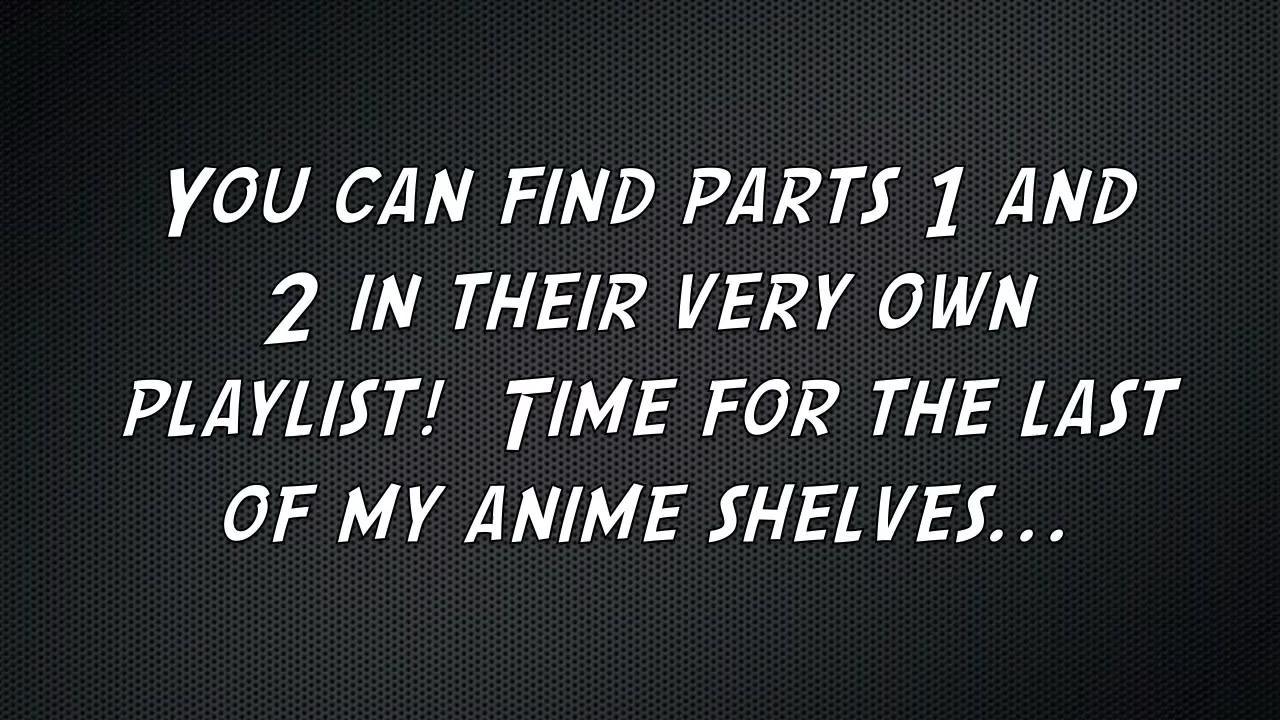 You can find parts 1 and
2 in their very own
playlist!  Time for the last
of my anime shelves...